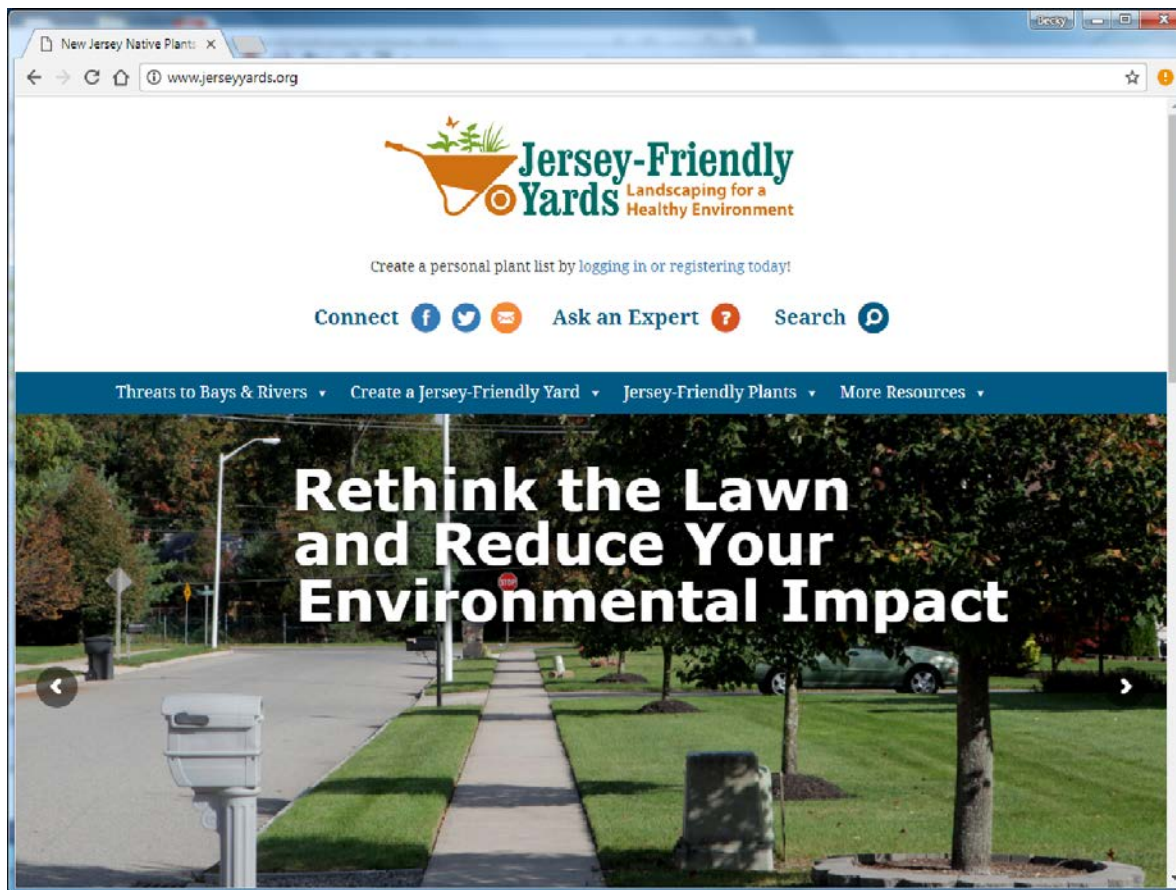 Becky
New Jersey Native Plants
www.jerseyyards.org
Jersey-Friendly
Yards
Landscaping for a
Healthy Environment
Create a personal plant list by logging in or registering today!
Connect Ask an Expert ? Search
Threats to Bays & Rivers Create a Jersey-Friendly Yard Jersey-Friendly Plants More Resources
Rethink the Lawn
and Reduce Your
Environmental Impact
STOP